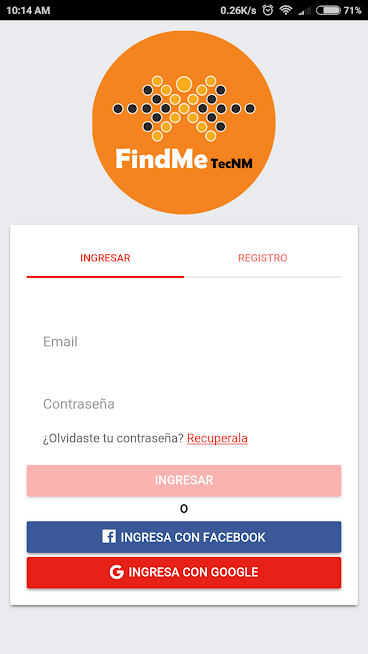 10:14 AM 0.26K/s 71%
FindMe TecNM
INGRESAR REGISTRO
Email
Contraseña
¿Olvidaste tu contraseña? Recuperala
INGRESAR
O
INGRESA CON FACEBOOK
G INGRESA CON GOOGLE